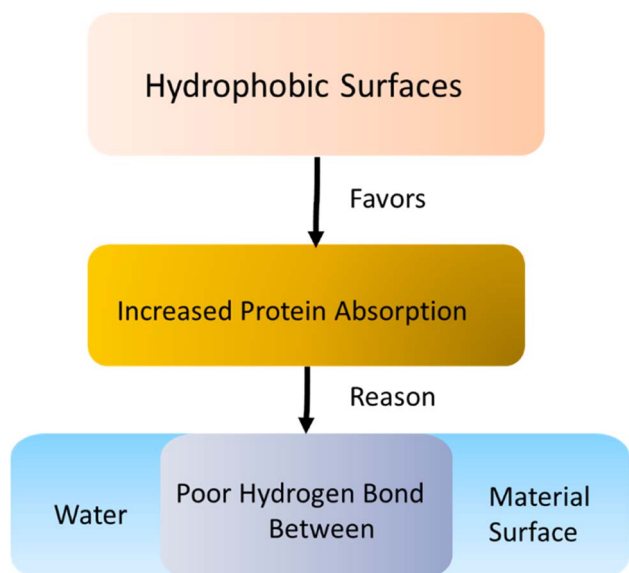 Hydrophobic Surfaces
Favors
Increased Protein Absorption
Reason
Water
Poor Hydrogen Bond
Between
Material
Surface